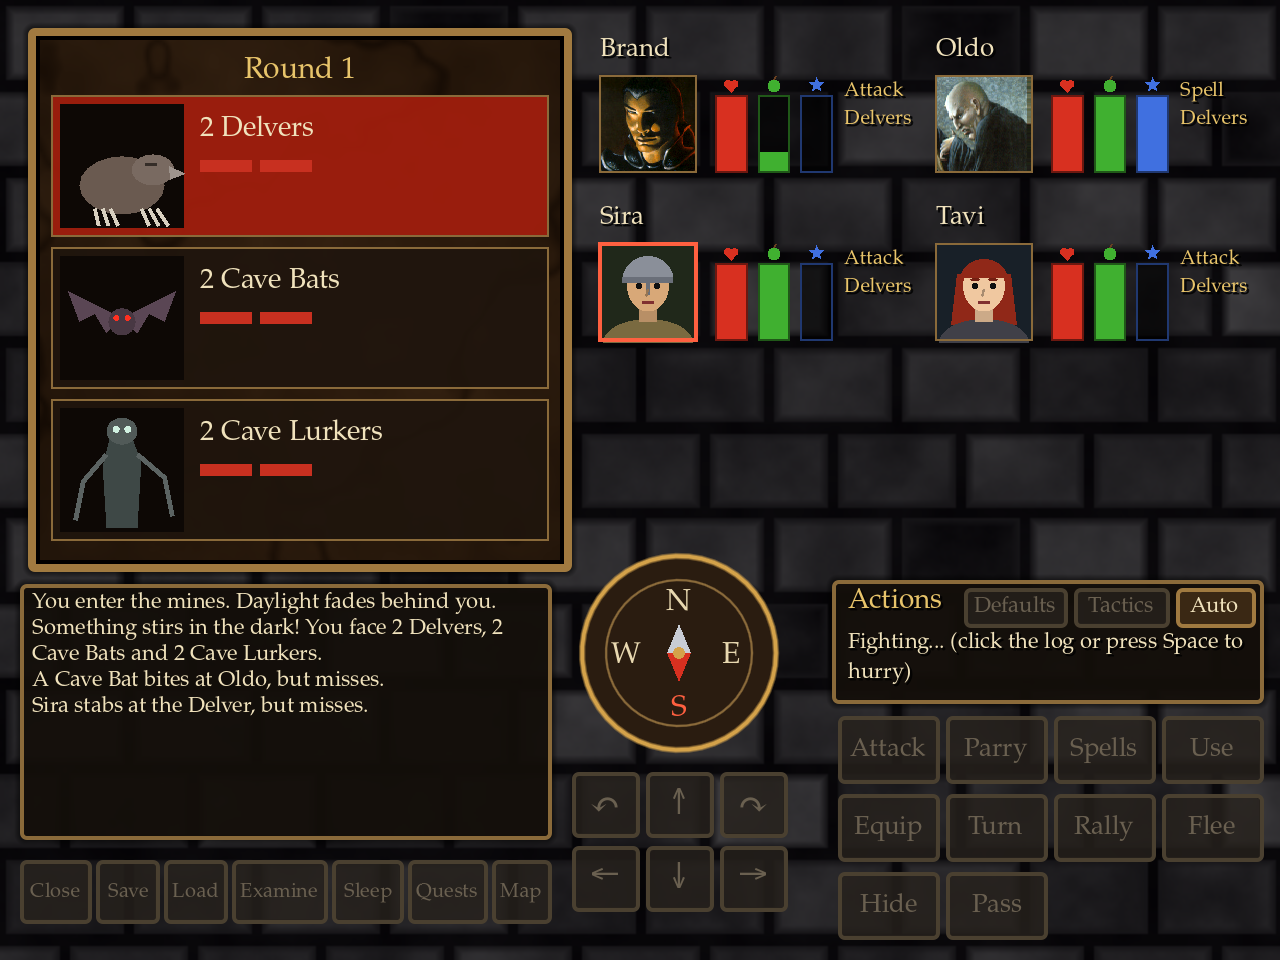 Round 1
2 Delvers
2 Cave Bats
2 Cave Lurkers
Brand
Attack
Delvers
Oldo
Spell
Delvers
Sira
Attack
Delvers
Tavi
Attack
Delvers
You enter the mines. Daylight fades behind you.
Something stirs in the dark! You face 2 Delvers, 2
Cave Bats and 2 Cave Lurkers.
A Cave Bat bites at Oldo, but misses.
Sira stabs at the Delver, but misses.
N
W E
S
Actions Defaults Tactics Auto
Fighting... (click the log or press Space to
hurry)
Attack Parry Spells Use
Equip Turn Rally Flee
Hide Pass
Close Save Load Examine Sleep Quests Map